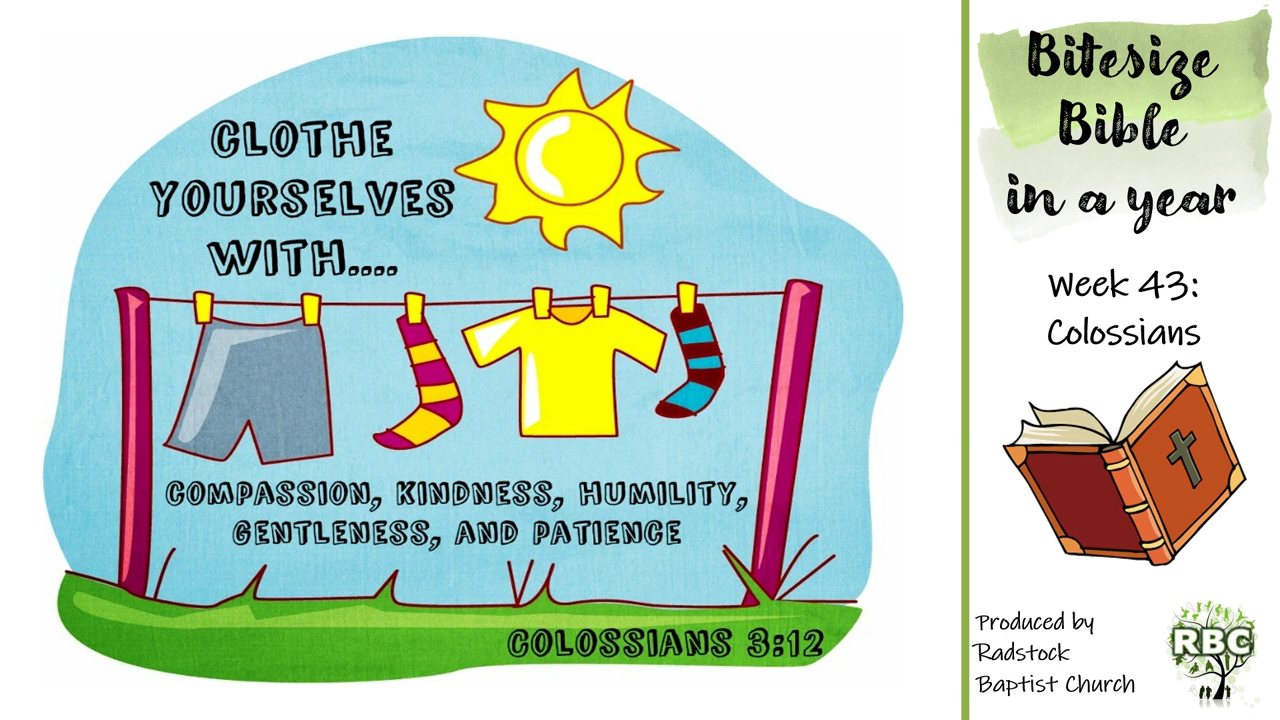 CLOTHE
YOURSELVES
WITH....
COMPASSION, KINDNESS, HUMILITY,
GENTLENESS, AND PATIENCE
COLOSSIANS 3:12
Bitesize
Bible
in a year
Week 43:
Colossians
Produced by
Radstock
Baptist Church
RBC